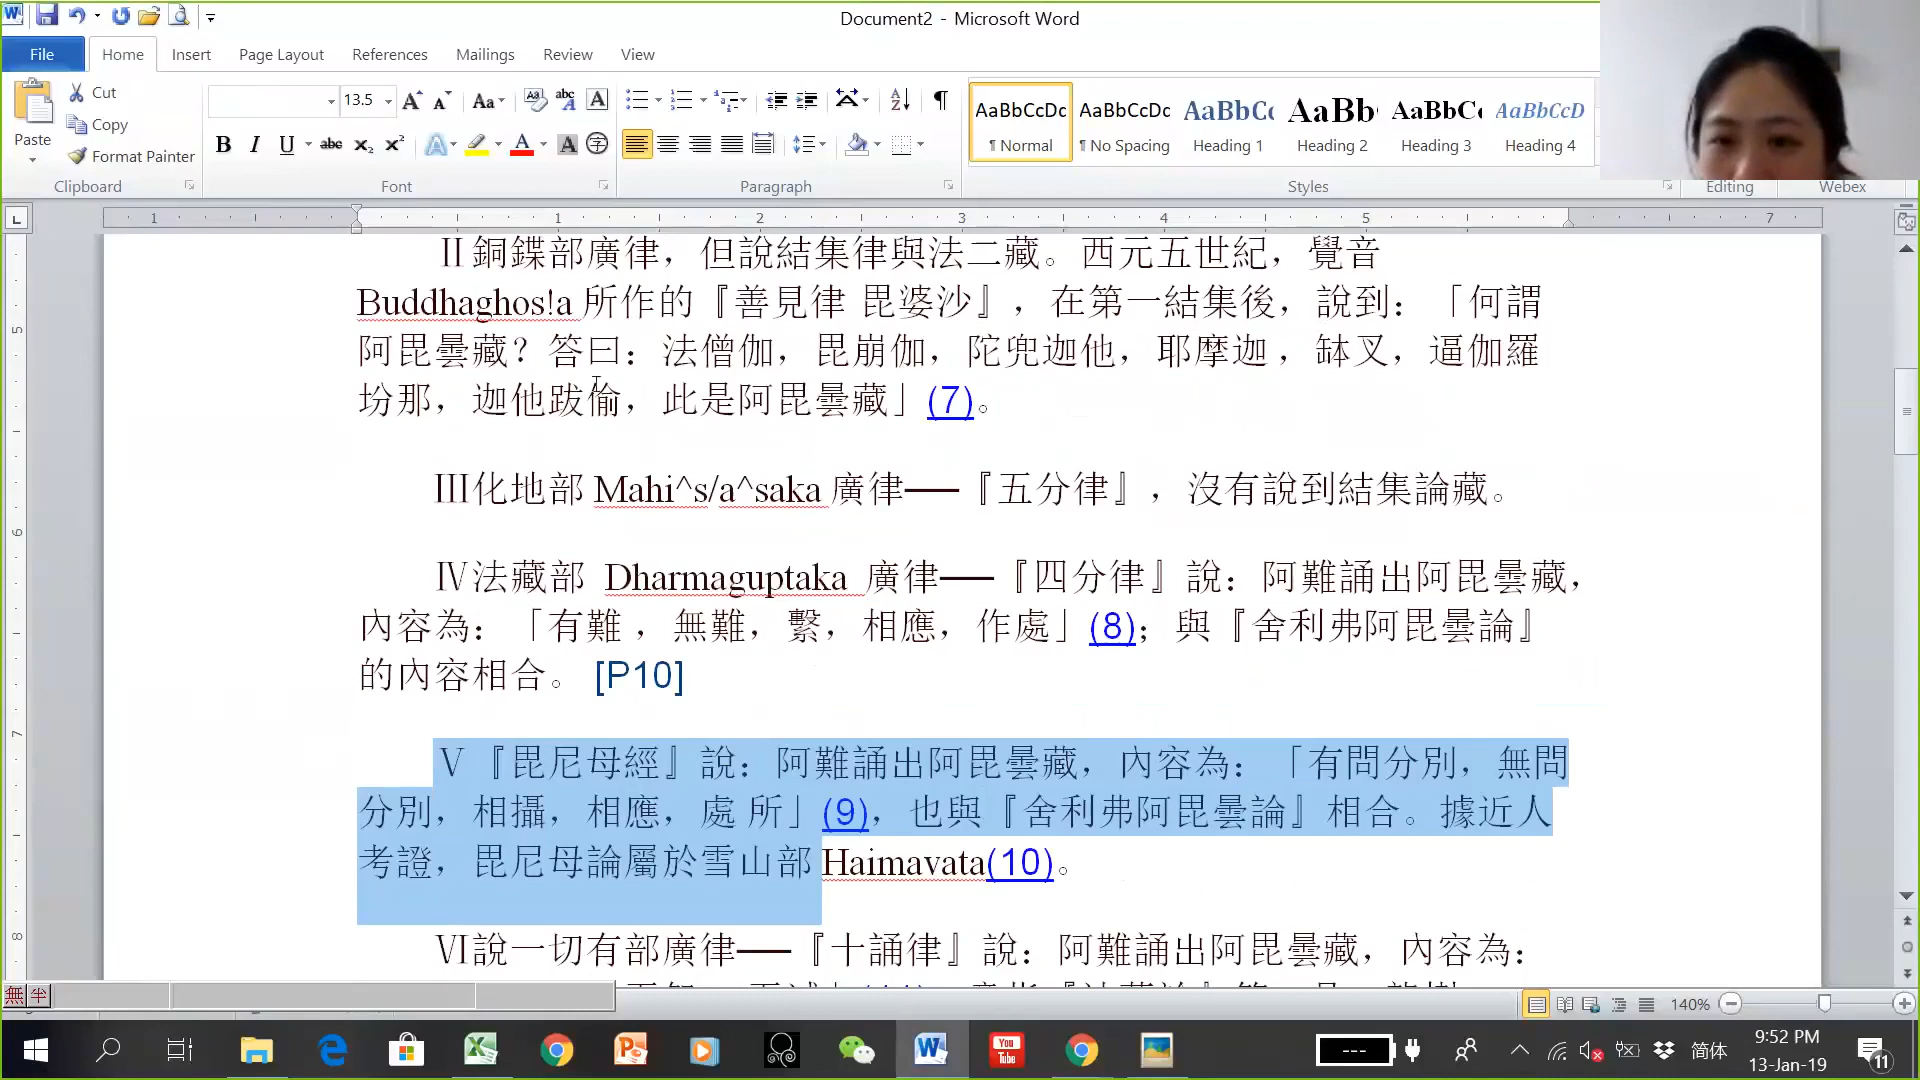 Document2 - Microsoft Word
File Home Insert Page Layout References Mailings Review View
Paste
Cut
Copy
Format Painter
13.5
AaBbCcDc AaBbCcDc AaBbCc AaBb AaBbCc AaBbCcD
¶ Normal ¶ No Spacing Heading 1 Heading 2 Heading 3 Heading 4
Clipboard Font Paragraph Styles Editing Webex
1 1 2 3 4 5 7
II銅鍱部廣律，但說結集律與法二藏。西元五世紀，覺音
Buddhaghos!a 所作的『善見律 毘婆沙』，在第一結集後，說到：「何謂
阿毘曇藏？答曰：法僧伽，毘崩伽，陀兜迦他，耶摩迦 ，缽叉，逼伽羅
坋那，迦他跋偷，此是阿毘曇藏」(7)。
III化地部 Mahi^s/a^saka 廣律──『五分律』，沒有說到結集論藏。
IV法藏部 Dharmaguptaka 廣律──『四分律』說：阿難誦出阿毘曇藏，
內容為：「有難 ，無難，繫，相應，作處」(8)；與『舍利弗阿毘曇論』
的內容相合。 [P10]
V『毘尼母經』說：阿難誦出阿毘曇藏，內容為：「有問分別，無問
分別，相攝，相應，處 所」(9)，也與『舍利弗阿毘曇論』相合。據近人
考證，毘尼母論屬於雪山部 Haimavata(10)。
VI說一切有部廣律──『十誦律』說：阿難誦出阿毘曇藏，內容為：
無 半
140%
简体
9:52 PM
13-Jan-19
11